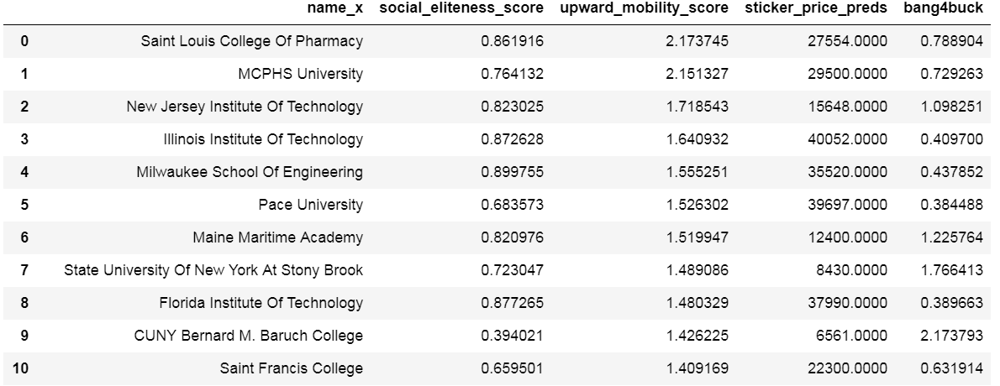 name_x social_eliteness_score upward_mobility_score sticker_price_preds bang4buck
0 Saint Louis College Of Pharmacy 0.861916 2.173745 27554.0000 0.788904
1 MCPHS University 0.764132 2.151327 29500.0000 0.729263
2 New Jersey Institute Of Technology 0.823025 1.718543 15648.0000 1.098251
3 Illinois Institute Of Technology 0.872628 1.640932 40052.0000 0.409700
4 Milwaukee School Of Engineering 0.899755 1.555251 35520.0000 0.437852
5 Pace University 0.683573 1.526302 39697.0000 0.384488
6 Maine Maritime Academy 0.820976 1.519947 12400.0000 1.225764
7 State University Of New York At Stony Brook 0.723047 1.489086 8430.0000 1.766413
8 Florida Institute Of Technology 0.877265 1.480329 37990.0000 0.389663
9 CUNY Bernard M. Baruch College 0.394021 1.426225 6561.0000 2.173793
10 Saint Francis College 0.659501 1.409169 22300.0000 0.631914